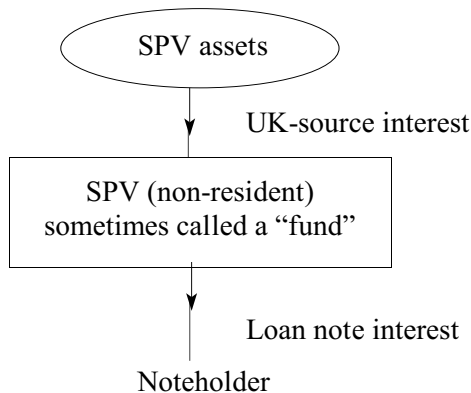 SPV assets
UK-source interest
SPV (non-resident)
sometimes called a “fund”
Loan note interest
Noteholder